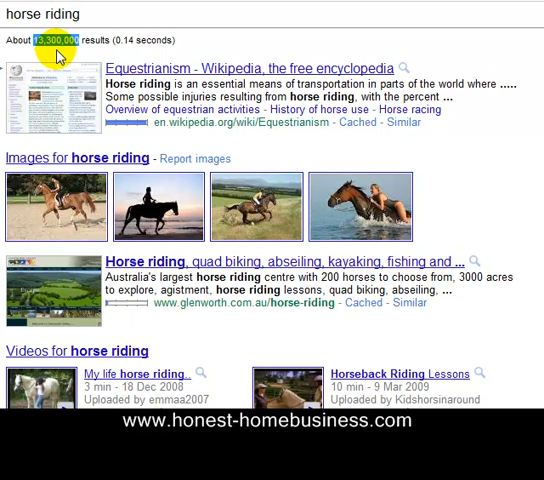 horse riding
About 13,300,000 results (0.14 seconds)
Equestrianism - Wikipedia, the free encyclopedia
Horse riding is an essential means of transportation in parts of the world where .....
Some possible injuries resulting from horse riding, with the percent ...
Overview of equestrian activities - History of horse use - Horse racing
en.wikipedia.org/wiki/Equestrianism - Cached - Similar
Images for horse riding - Report images
Horse riding, quad biking, abseiling, kayaking, fishing and ...
Australia's largest horse riding centre with 200 horses to choose from, 3000 acres
to explore, agistment, horse riding lessons, quad biking, abseiling, ...
www.glenworth.com.au/horse-riding - Cached - Similar
Videos for horse riding
My life horse riding..
3 min - 18 Dec 2008
Uploaded by emmaa2007
Horseback Riding Lessons
10 min - 9 Mar 2009
Uploaded by Kidshorsinaround
www.honest-homebusiness.com